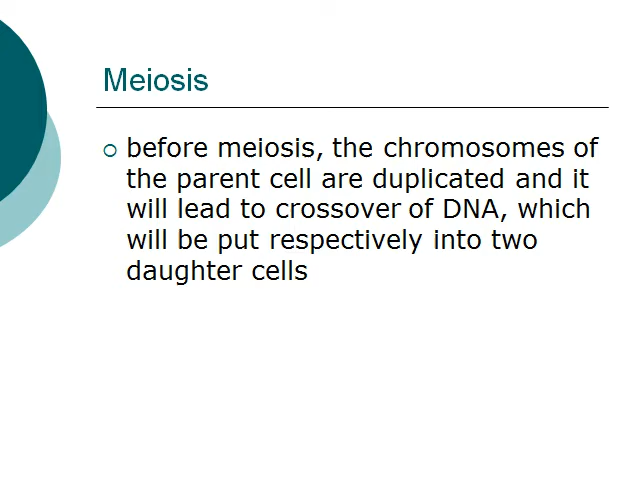 Meiosis
before meiosis, the chromosomes of
the parent cell are duplicated and it
will lead to crossover of DNA, which
will be put respectively into two
daughter cells